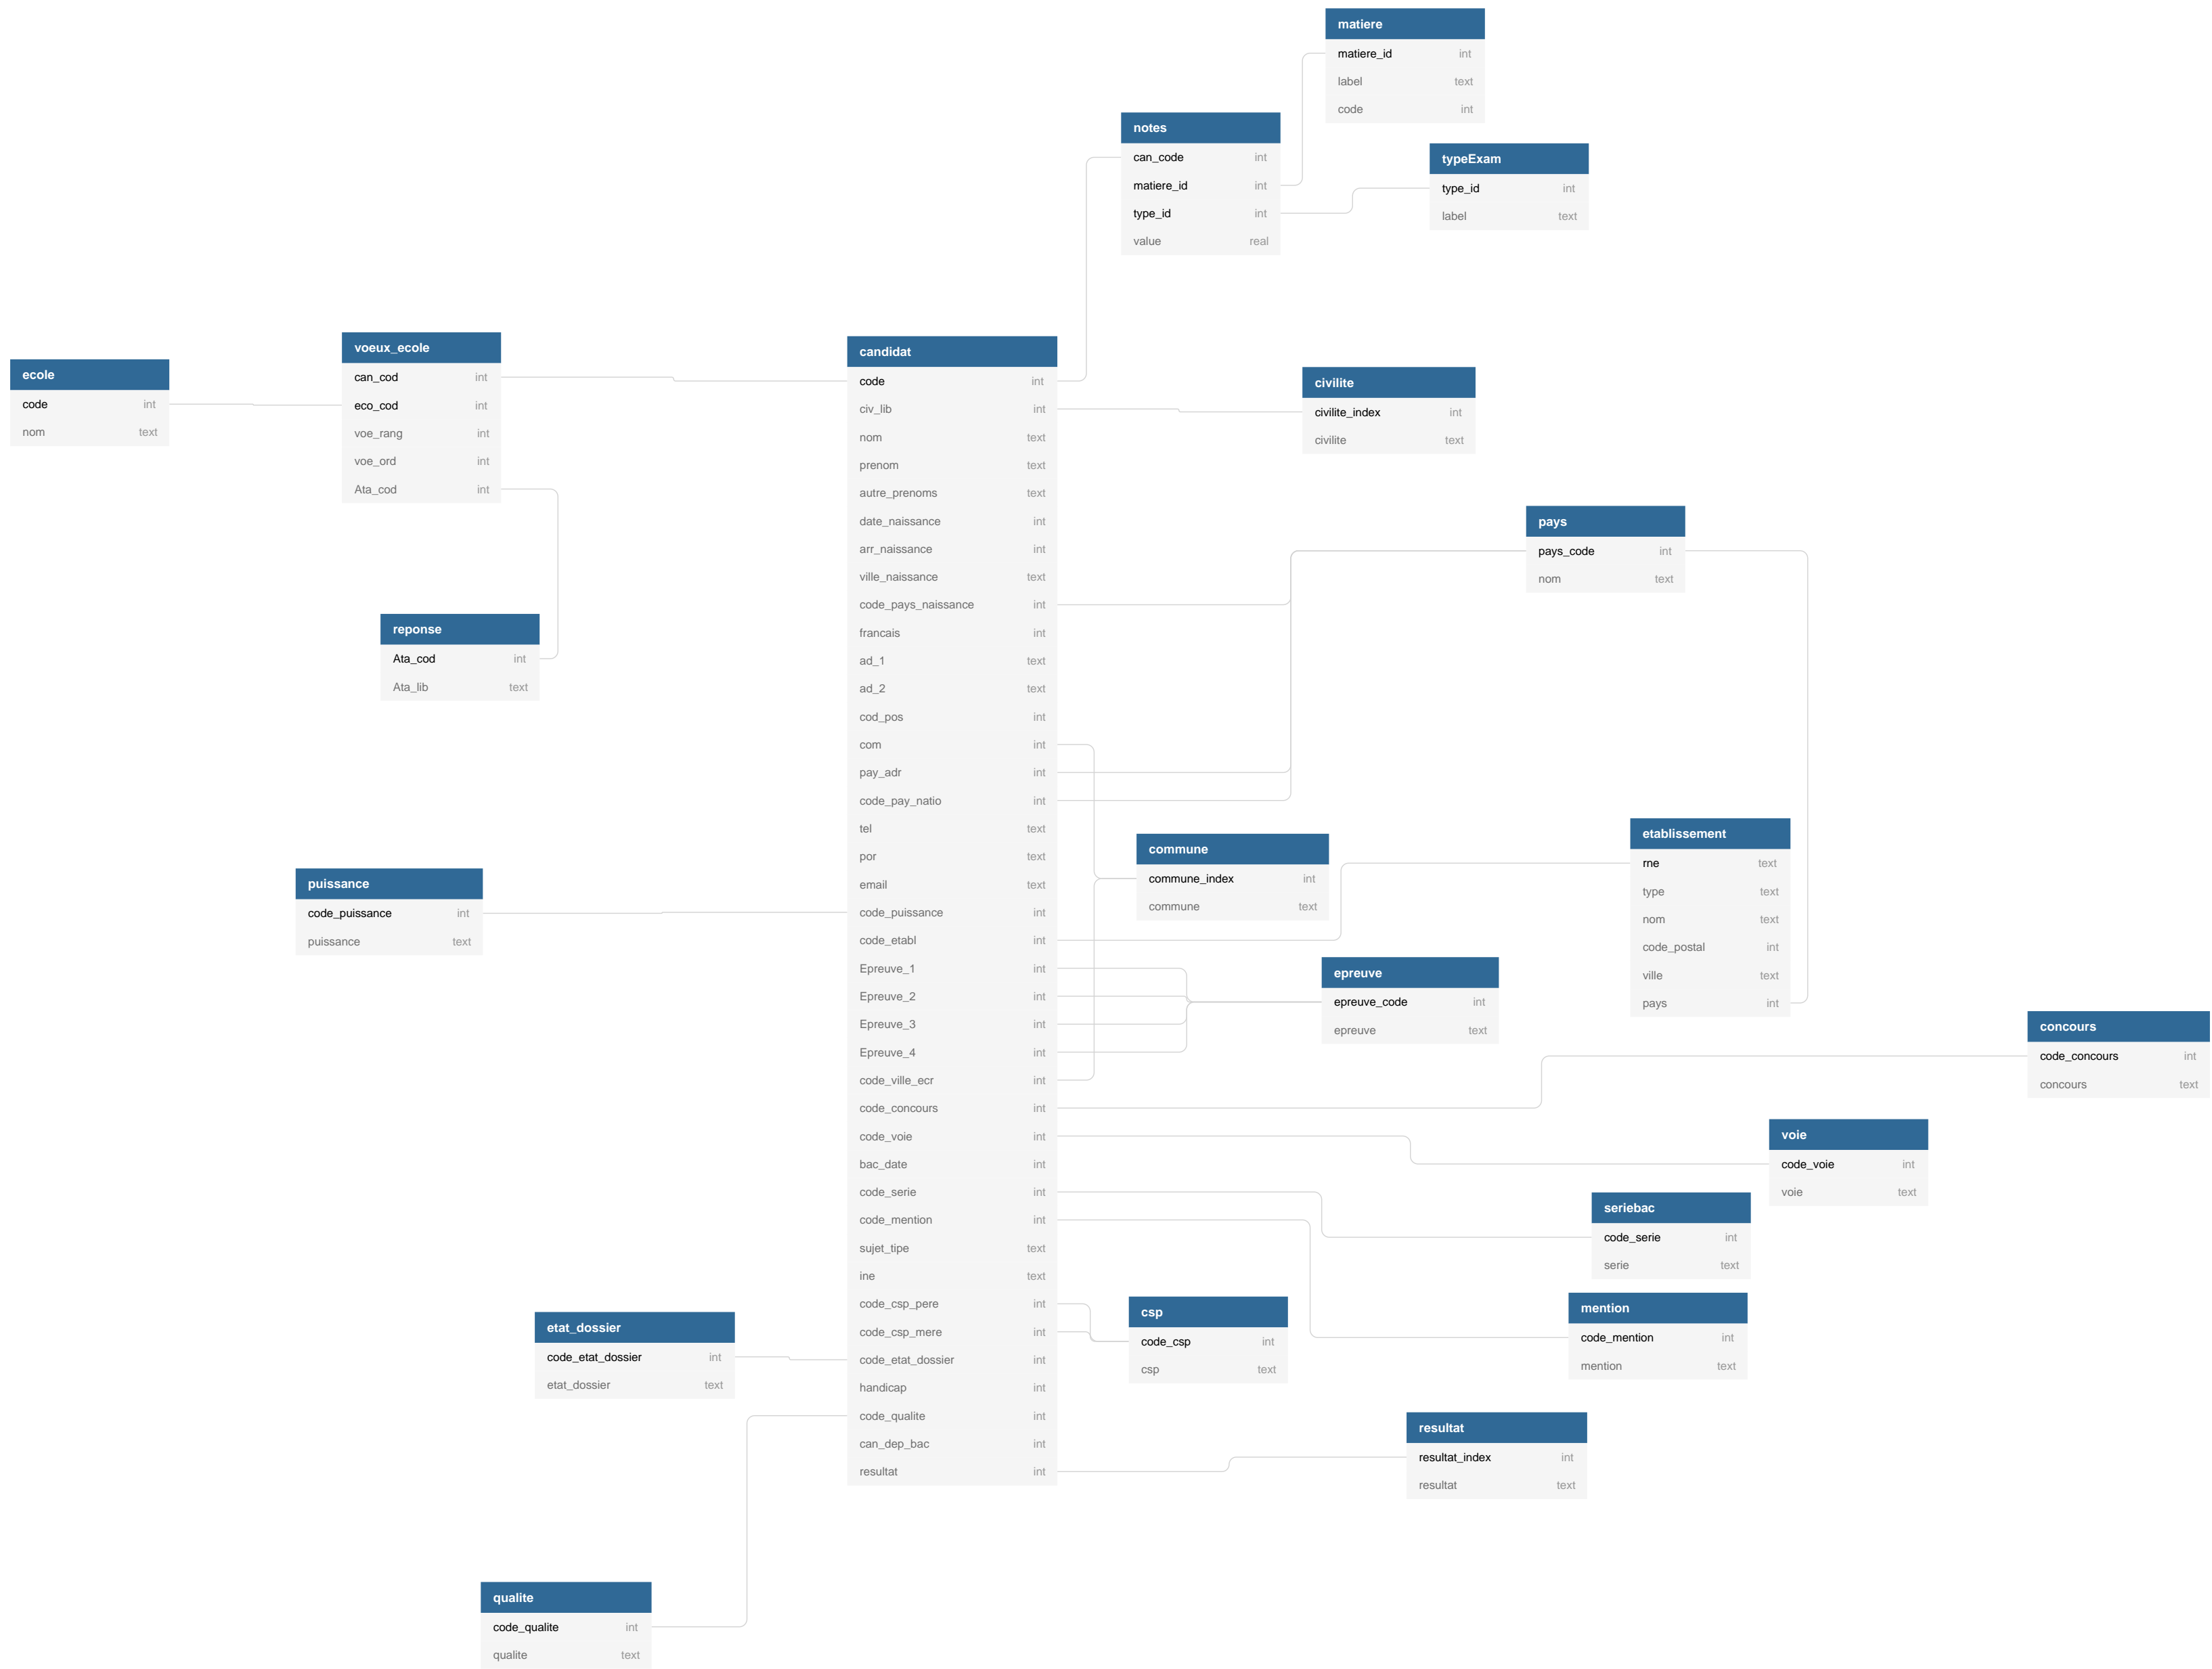 matiere
matiere_id int
label text
code int
notes
can_code int
matiere_id int
type_id int
value real
typeExam
type_id int
label text
ecole
code int
nom text
voeux_ecole
can_cod int
eco_cod int
voe_rang int
voe_ord int
Ata_cod int
candidat
code int
civ_lib int
nom text
prenom text
autre_prenoms text
date_naissance int
arr_naissance int
ville_naissance text
code_pays_naissance int
francais int
ad_1 text
ad_2 text
cod_pos int
com int
pay_adr int
code_pay_natio int
tel text
por text
email text
code_puissance int
code_etabl int
Epreuve_1 int
Epreuve_2 int
Epreuve_3 int
Epreuve_4 int
code_ville_ecr int
code_concours int
code_voie int
bac_date int
code_serie int
code_mention int
sujet_tipe text
ine text
code_csp_pere int
code_csp_mere int
code_etat_dossier int
handicap int
code_qualite int
can_dep_bac int
resultat int
civilite
civilite_index int
civilite text
pays
pays_code int
nom text
reponse
Ata_cod int
Ata_lib text
commune
commune_index int
commune text
etablissement
rne text
type text
nom text
code_postal int
ville text
pays int
puissance
code_puissance int
puissance text
epreuve
epreuve_code int
epreuve text
concours
code_concours int
concours text
voie
code_voie int
voie text
seriebac
code_serie int
serie text
mention
code_mention int
mention text
csp
code_csp int
csp text
etat_dossier
code_etat_dossier int
etat_dossier text
resultat
resultat_index int
resultat text
qualite
code_qualite int
qualite text